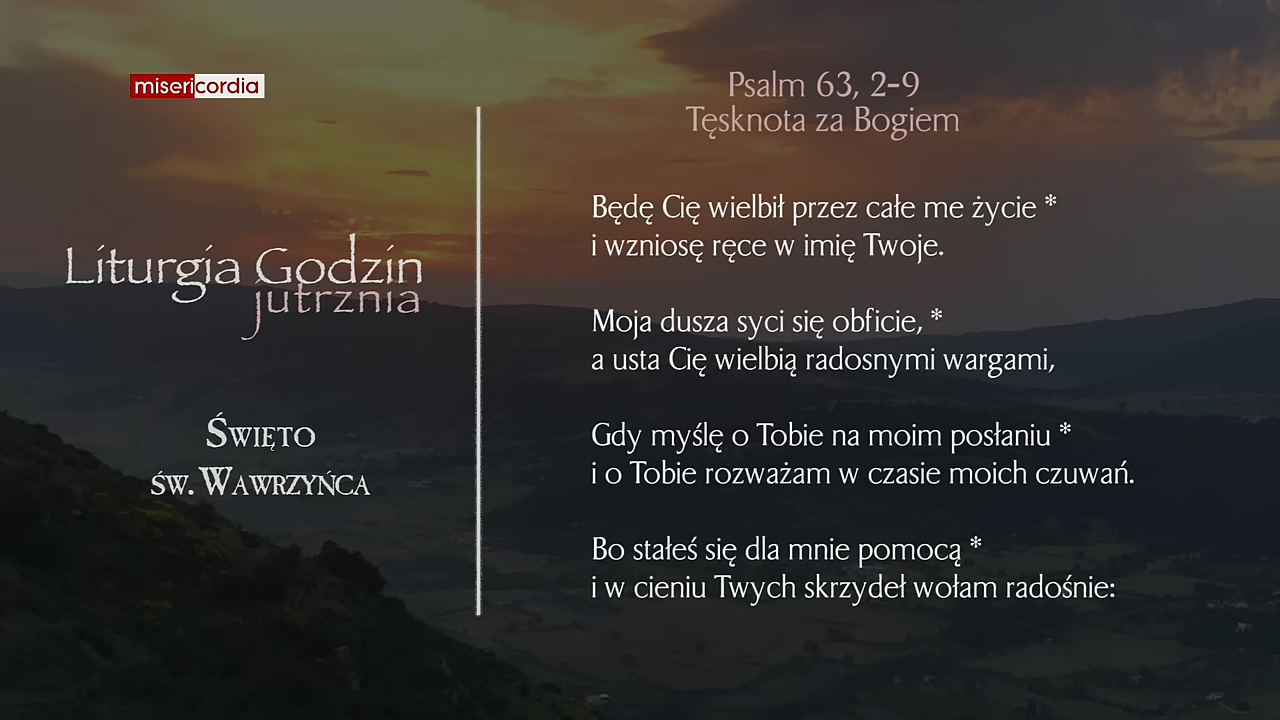 misericordia
Liturgia Godzin
jutrznia
Święto
św. Wawrzyńca
Psalm 63, 2-9
Tęsknota za Bogiem
Będę Cię wielbił przez całe me życie *
i wzniosę ręce w imię Twoje.
Moja dusza syci się obficie, *
a usta Cię wielbią radosnymi wargami,
Gdy myślę o Tobie na moim posłaniu *
i o Tobie rozważam w czasie moich czuwań.
Bo stałeś się dla mnie pomocą *
i w cieniu Twych skrzydeł wołam radośnie: